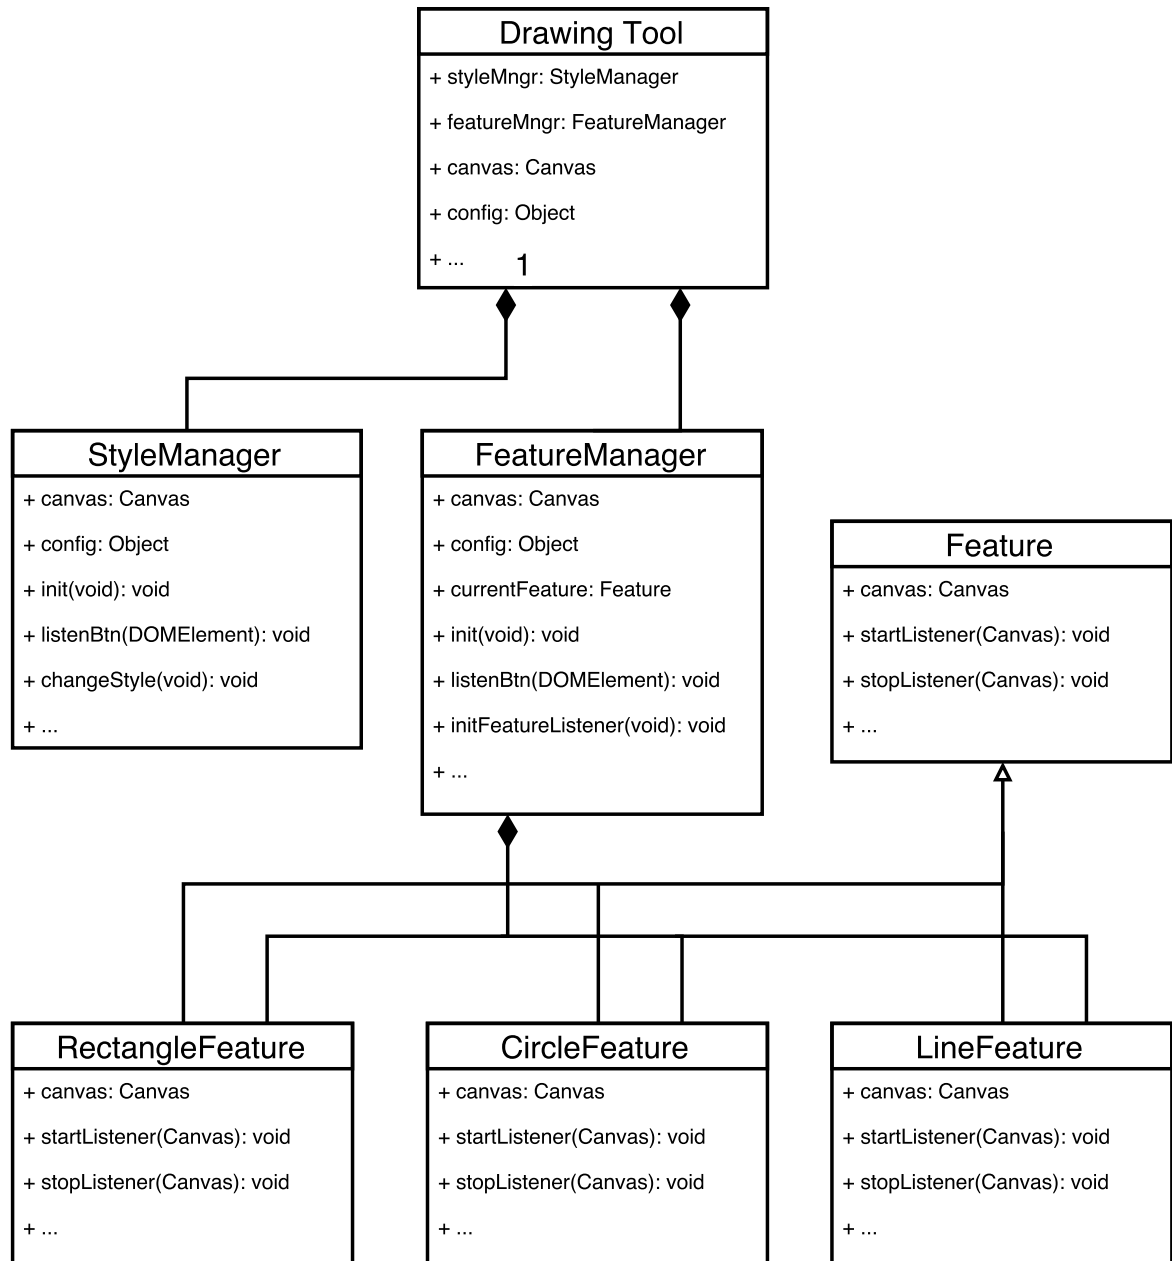 Drawing Tool
+ styleMngr: StyleManager
+ featureMngr: FeatureManager
+ canvas: Canvas
+ config: Object
+ ...
1
StyleManager
+ canvas: Canvas
+ config: Object
+ init(void): void
+ listenBtn(DOMElement): void
+ changeStyle(void): void
+ ...
FeatureManager
+ canvas: Canvas
+ config: Object
+ currentFeature: Feature
+ init(void): void
+ listenBtn(DOMElement): void
+ initFeatureListener(void): void
+ ...
Feature
+ canvas: Canvas
+ startListener(Canvas): void
+ stopListener(Canvas): void
+ ...
RectangleFeature
+ canvas: Canvas
+ startListener(Canvas): void
+ stopListener(Canvas): void
+ ...
CircleFeature
+ canvas: Canvas
+ startListener(Canvas): void
+ stopListener(Canvas): void
+ ...
LineFeature
+ canvas: Canvas
+ startListener(Canvas): void
+ stopListener(Canvas): void
+ ...